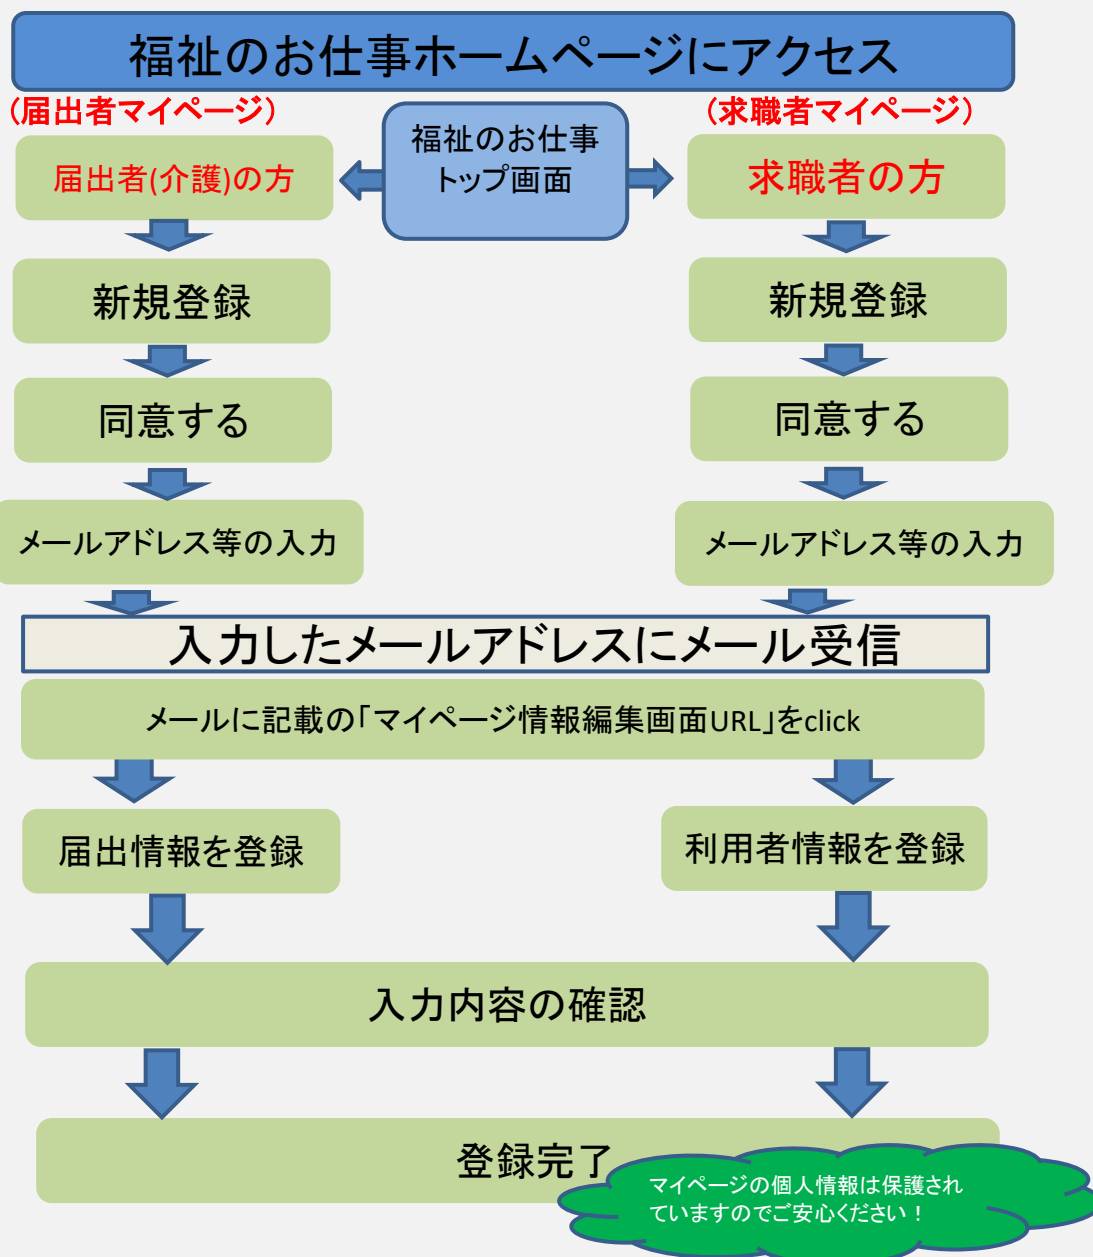 福祉のお仕事ホームページにアクセス
(届出者マイページ)
(求職者マイページ)
福祉のお仕事
トップ画面
届出者(介護)の方
求職者の方
新規登録
新規登録
同意する
同意する
メールアドレス等の入力
メールアドレス等の入力
入力したメールアドレスにメール受信
メールに記載の「マイページ情報編集画面URL」をclick
届出情報を登録
利用者情報を登録
入力内容の確認
登録完了
マイページの個人情報は保護され
ていますのでご安心ください！